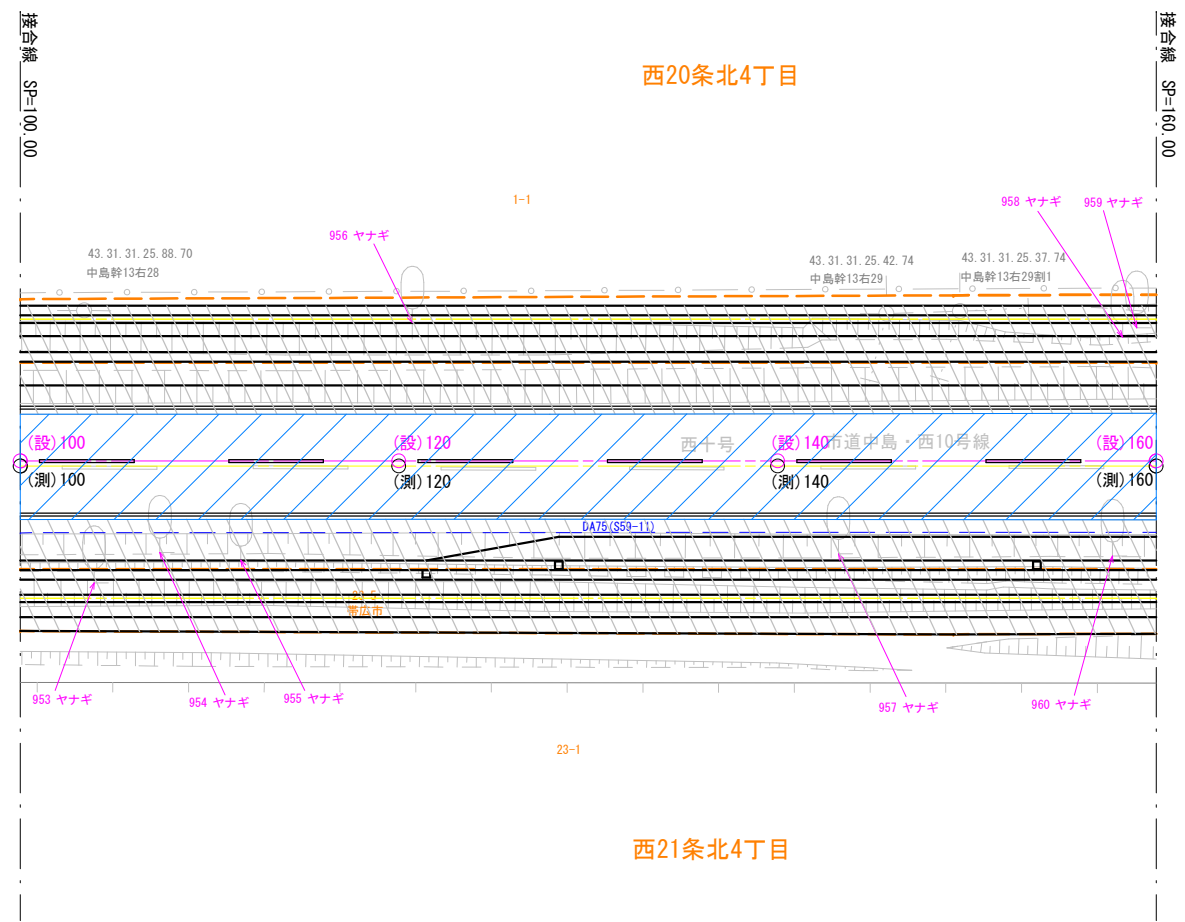 接合線 SP=100.00
接合線 SP=160.00
西20条北4丁目
1-1
958 ヤナギ
959 ヤナギ
956 ヤナギ
43.31.31.25.88.70
中島幹13右28
43.31.31.25.42.74
中島幹13右29
43.31.31.25.37.74
中島幹13右29割1
(設)100
(設)120
西十号
(設)140
市道中島・西10号線
(設)160
(測)100
(測)120
(測)140
(測)160
DA75(S59-11)
23-5
帯広市
953 ヤナギ
954 ヤナギ
955 ヤナギ
957 ヤナギ
960 ヤナギ
23-1
西21条北4丁目